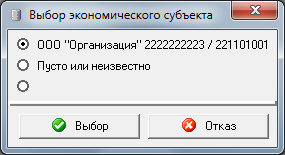 Выбор экономического субъекта
ООО "Организация" 2222222223 / 221101001
Пусто или неизвестно
Выбор
Отказ